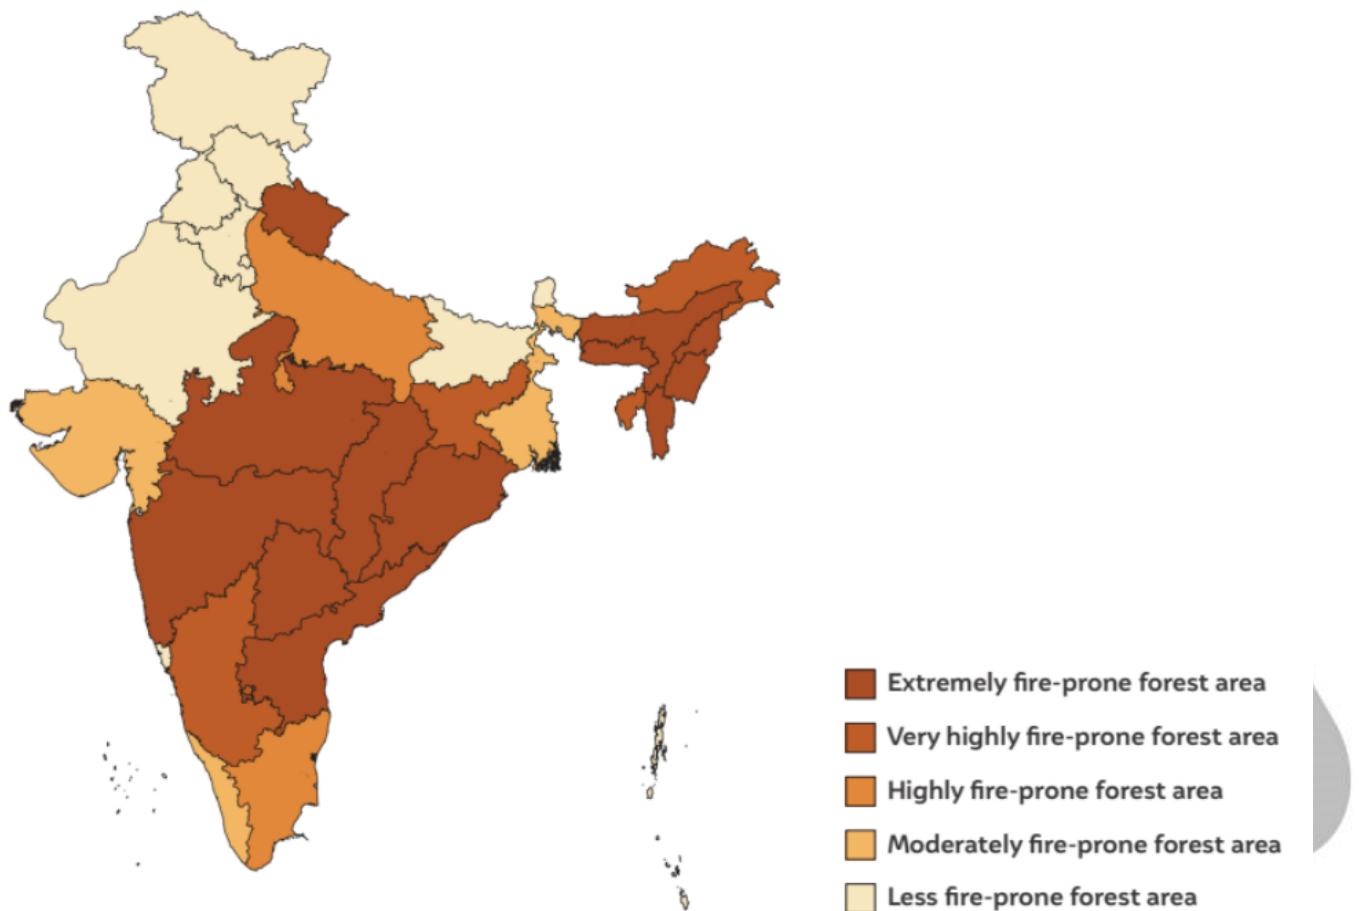 Extremely fire-prone forest area
Very highly fire-prone forest area
Highly fire-prone forest area
Moderately fire-prone forest area
Less fire-prone forest area